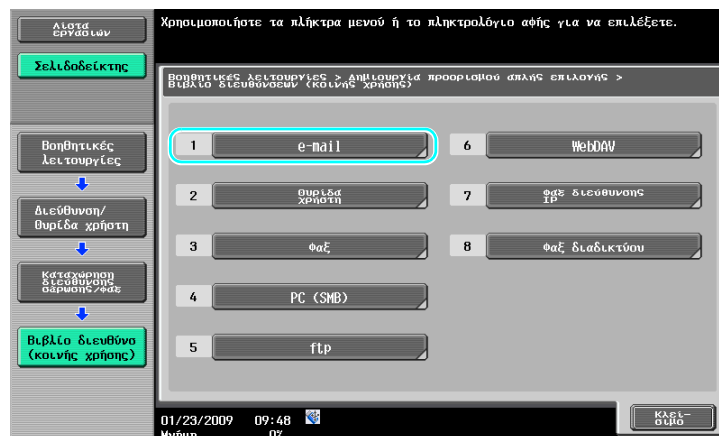 Λίστα
εργασιών
Χρησιμοποιήστε τα πλήκτρα μενού ή το πληκτρολόγιο αφής για να επιλέξετε.
Σελιδοδείκτης
Βοηθητικές λειτουργίες > Δημιουργία προορισμού απλής επιλογής >
Βιβλίο διευθύνσεων (κοινής χρήσης)
Βοηθητικές
λειτουργίες
Διεύθυνση/
Θυρίδα χρήστη
Καταχώρηση
διεύθυνσης
σάρωσης/φαξ
Βιβλίο διευθύνσ
(κοινής χρήσης)
1 e-mail
2 Θυρίδα
χρήστη
3 Φαξ
4 PC (SMB)
5 ftp
6 WebDAV
7 Φαξ διεύθυνσης
IP
8 Φαξ διαδικτύου
01/23/2009 09:48
Μνήμη 0%
Κλεί-
σιμο